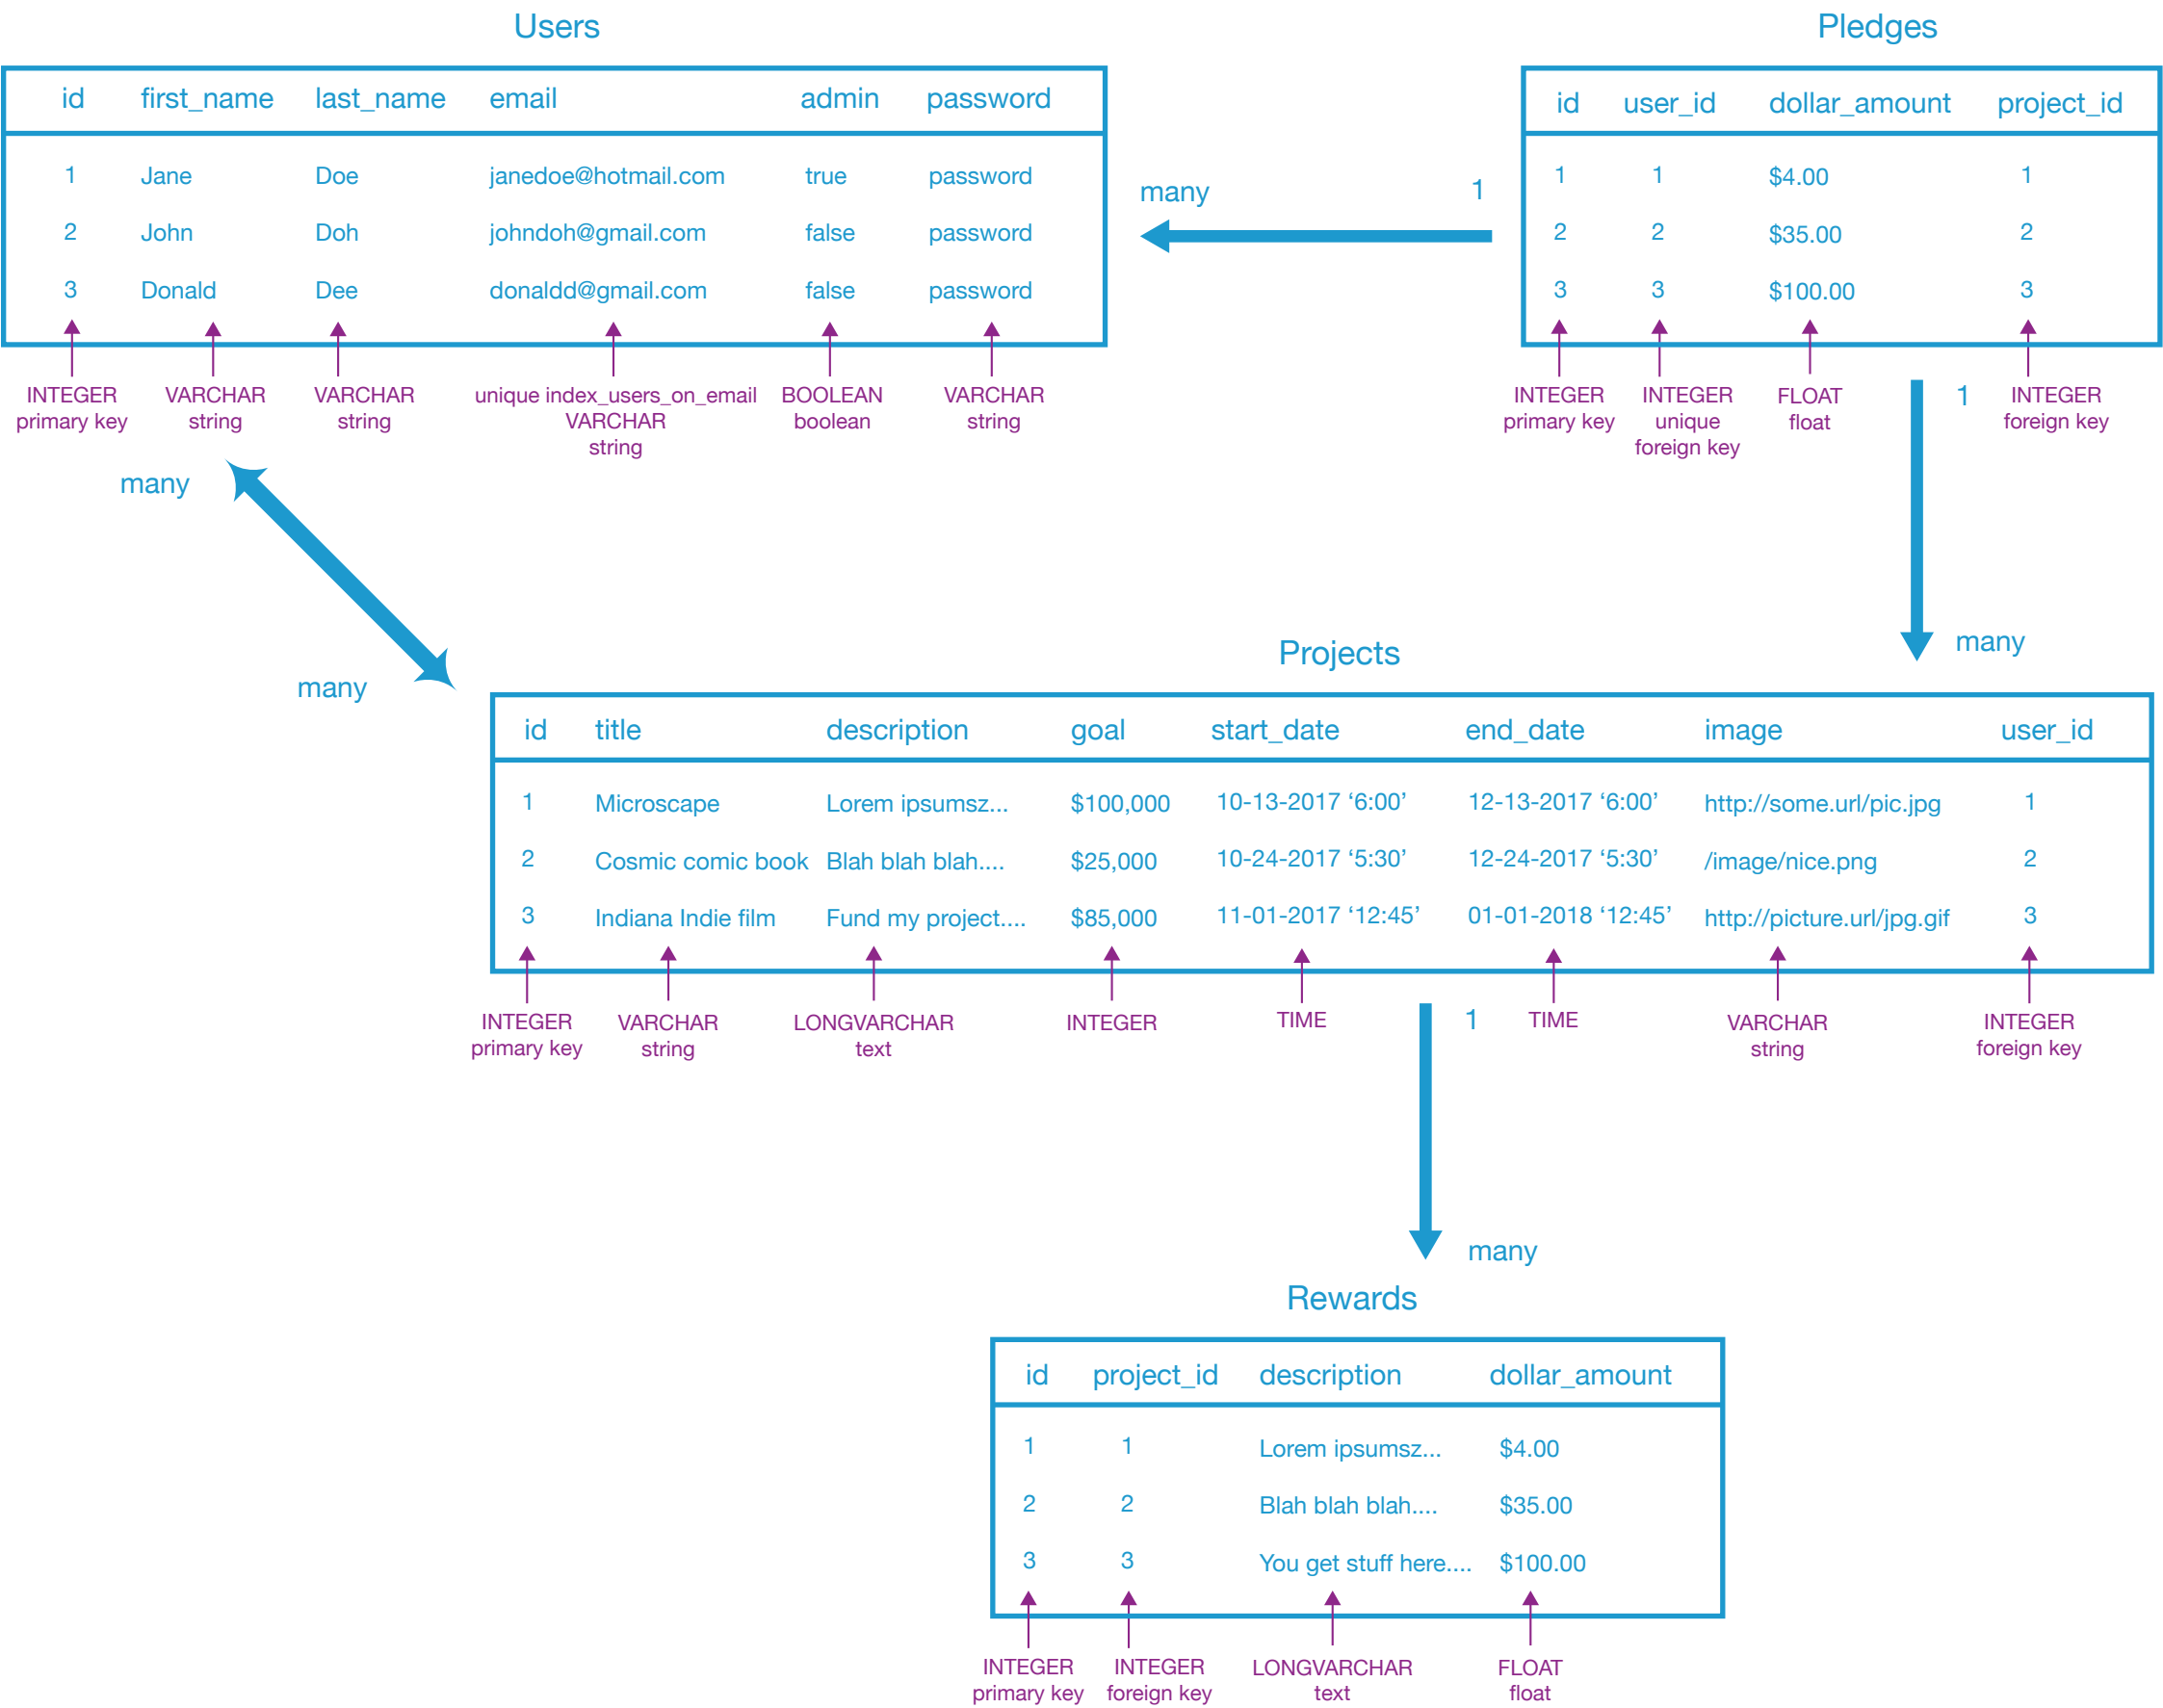 Users
id first_name last_name email admin password
1 Jane Doe janedoe@hotmail.com true password
2 John Doh johndoh@gmail.com false password
3 Donald Dee donaldd@gmail.com false password
INTEGER
primary key
VARCHAR
string
VARCHAR
string
unique index_users_on_email
VARCHAR
string
BOOLEAN
boolean
VARCHAR
string
many 1
Pledges
id user_id dollar_amount project_id
1 1 $4.00 1
2 2 $35.00 2
3 3 $100.00 3
INTEGER
primary key
INTEGER
unique
foreign key
FLOAT
float
1
INTEGER
foreign key
many
many
many
Projects
id title description goal start_date end_date image user_id
1 Microscape Lorem ipsumsz... $100,000 10-13-2017 ‘6:00’ 12-13-2017 ‘6:00’ http://some.url/pic.jpg 1
2 Cosmic comic book Blah blah blah.... $25,000 10-24-2017 ‘5:30’ 12-24-2017 ‘5:30’ /image/nice.png 2
3 Indiana Indie film Fund my project.... $85,000 11-01-2017 ‘12:45’ 01-01-2018 ‘12:45’ http://picture.url/jpg.gif 3
INTEGER
primary key
VARCHAR
string
LONGVARCHAR
text
INTEGER
TIME
1
TIME
VARCHAR
string
INTEGER
foreign key
many
Rewards
id project_id description dollar_amount
1 1 Lorem ipsumsz... $4.00
2 2 Blah blah blah.... $35.00
3 3 You get stuff here.... $100.00
INTEGER
primary key
INTEGER
foreign key
LONGVARCHAR
text
FLOAT
float